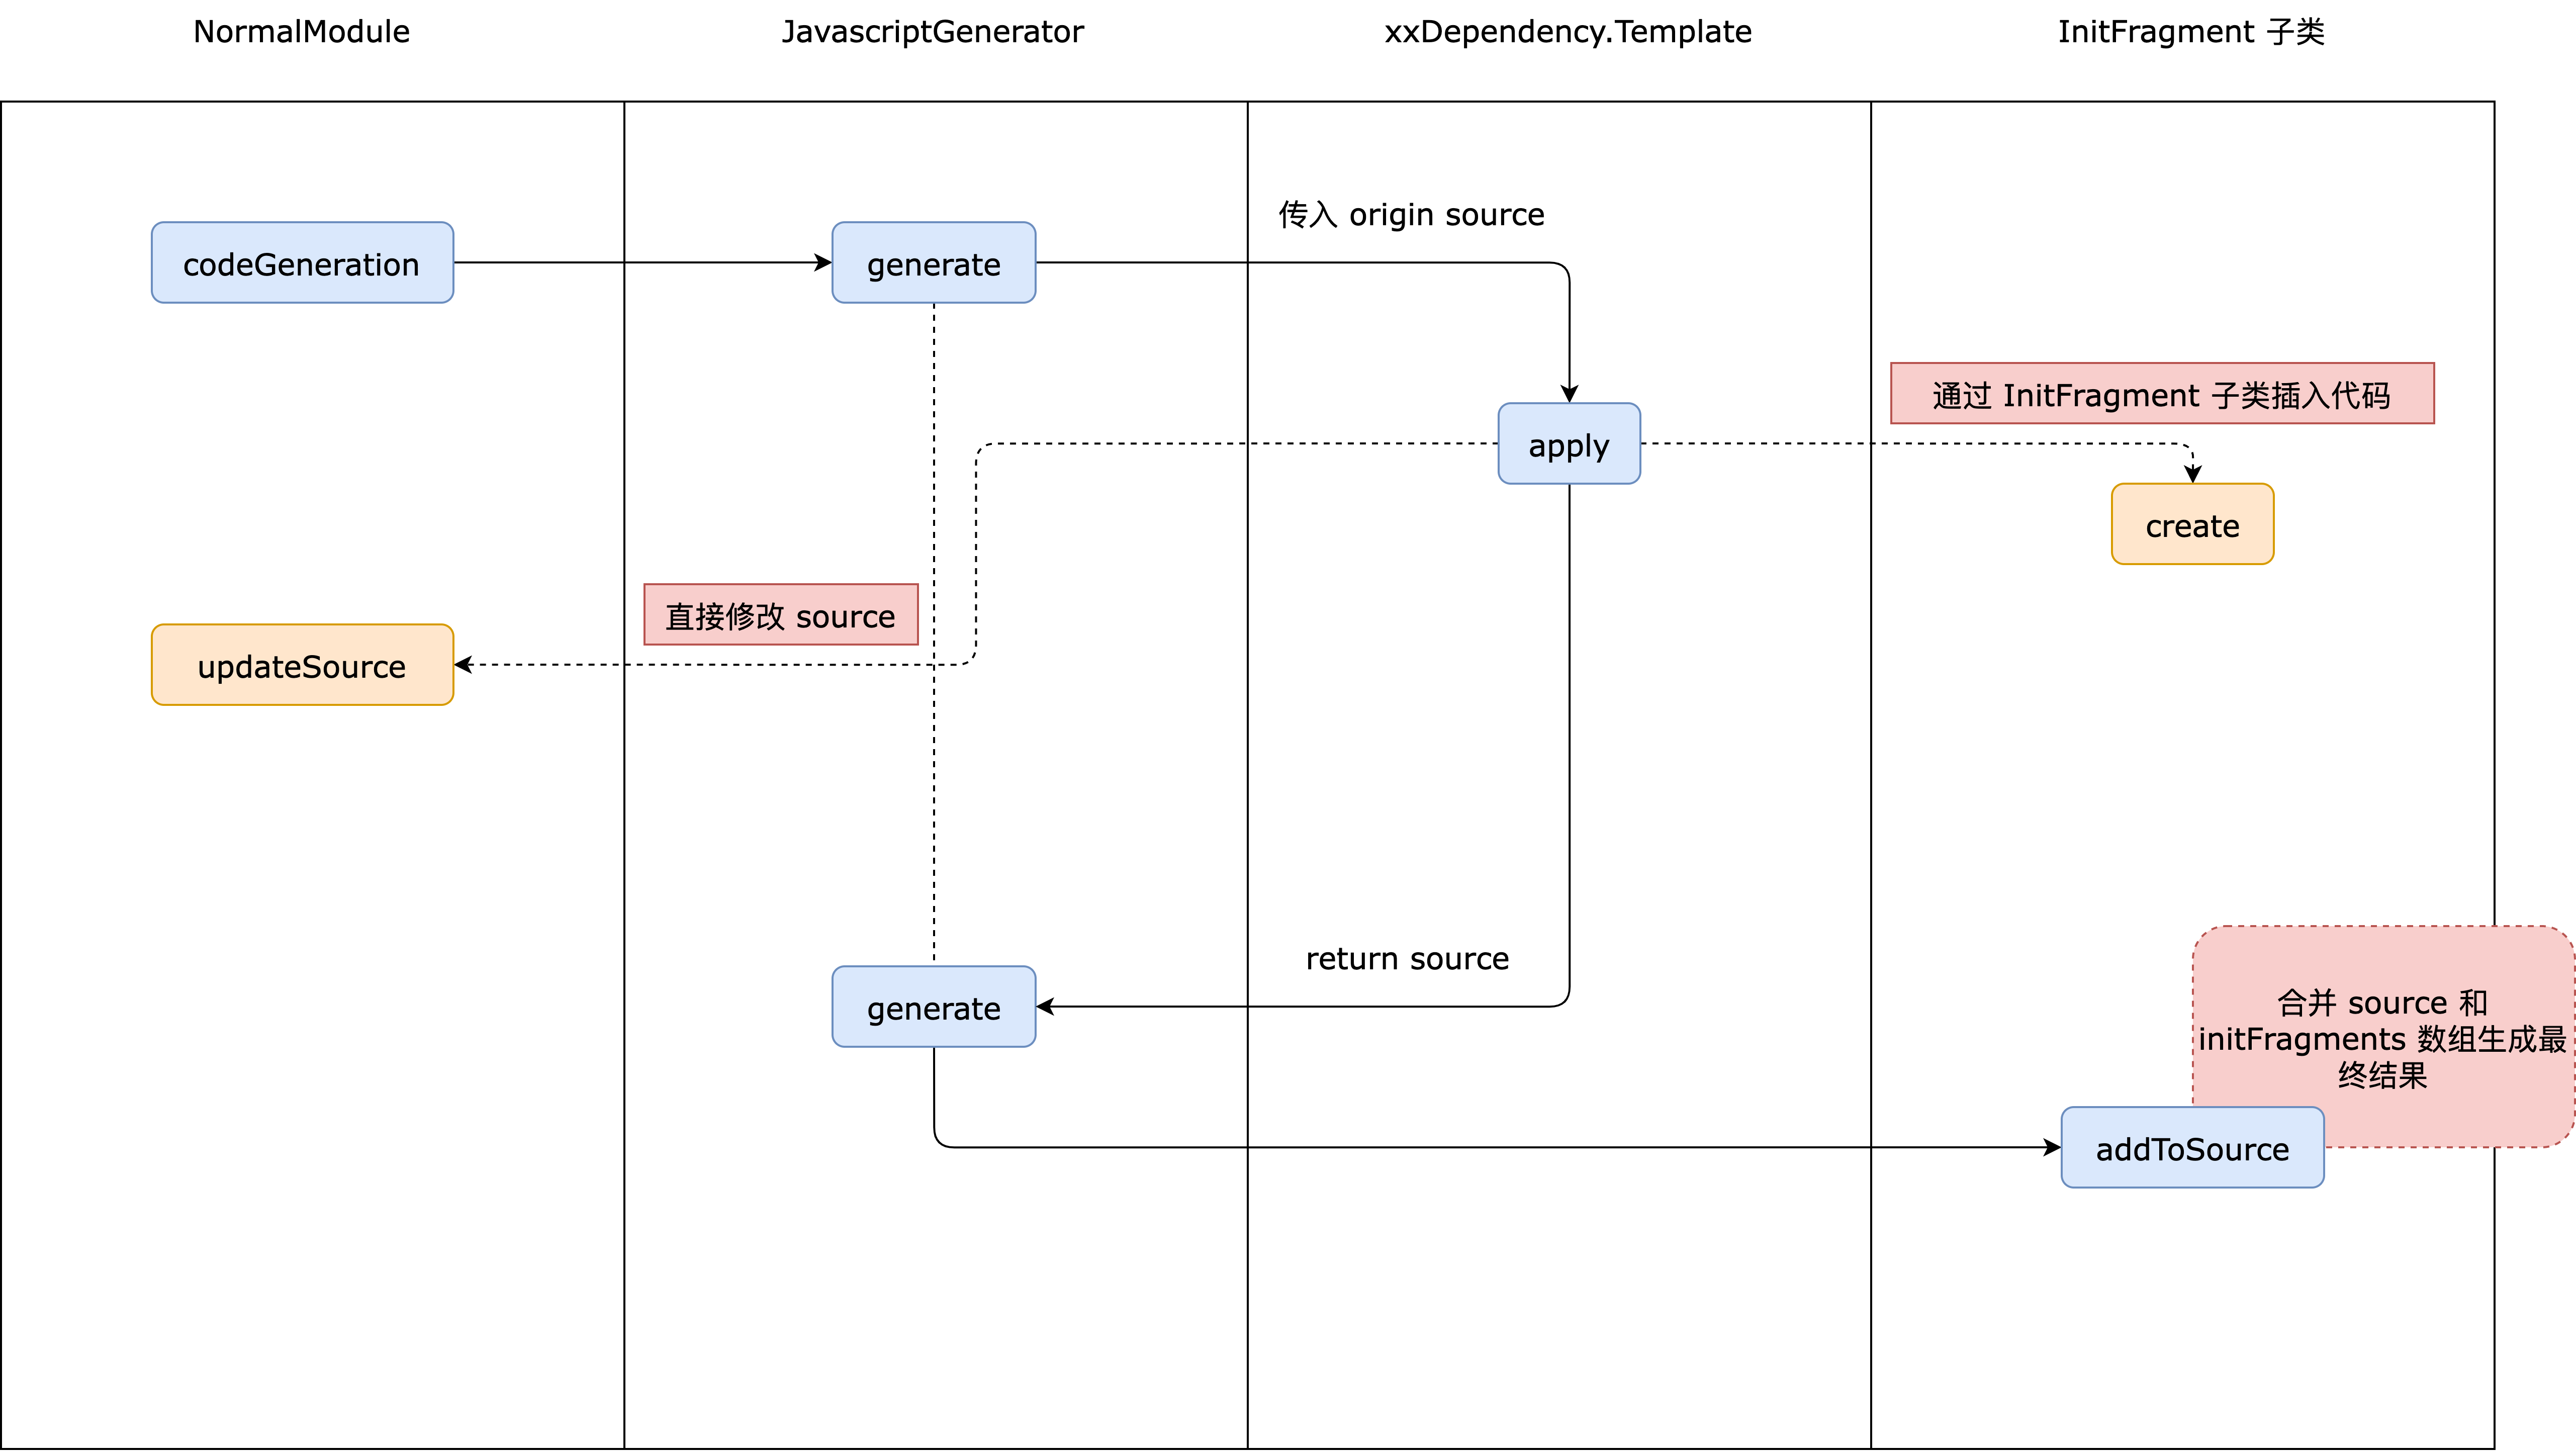 NormalModule
JavascriptGenerator
xxDependency.Template
InitFragment 子类
传入 origin source
codeGeneration
generate
通过 InitFragment 子类插入代码
apply
create
直接修改 source
updateSource
return source
generate
合并 source 和
initFragments 数组生成最
终结果
addToSource